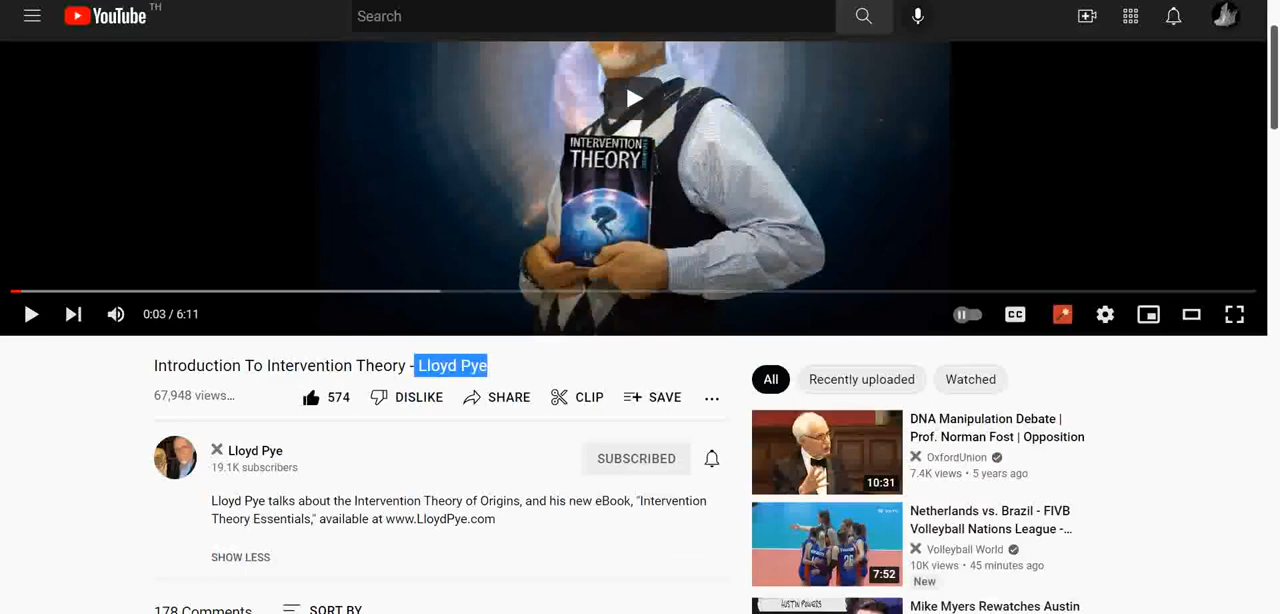 YouTube TH
Search
INTERVENTION
THEORY
0:03 / 6:11
CC
Introduction To Intervention Theory - Lloyd Pye
67,948 views...
574
DISLIKE
SHARE
CLIP
SAVE
Lloyd Pye
19.1K subscribers
SUBSCRIBED
Lloyd Pye talks about the Intervention Theory of Origins, and his new eBook, "Intervention
Theory Essentials," available at www.LloydPye.com
SHOW LESS
178 Comments
SORT BY
All
Recently uploaded
Watched
10:31
DNA Manipulation Debate |
Prof. Norman Fost | Opposition
OxfordUnion
7.4K views • 5 years ago
7:52
Netherlands vs. Brazil - FIVB
Volleyball Nations League -...
Volleyball World
10K views • 45 minutes ago
New
AUSTIN POWERS
Mike Myers Rewatches Austin